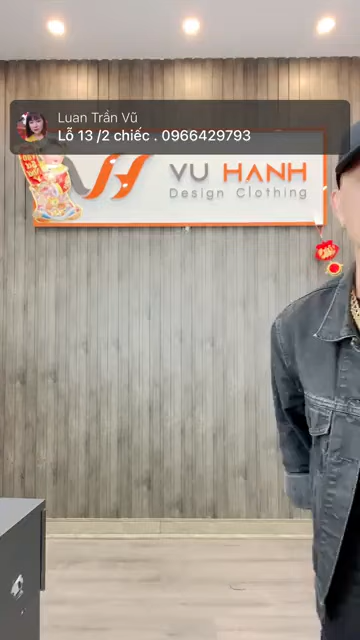 Luan Trần Vũ
Lỗ 13 /2 chiếc . 0966429793
VU HANH
Design Clothing